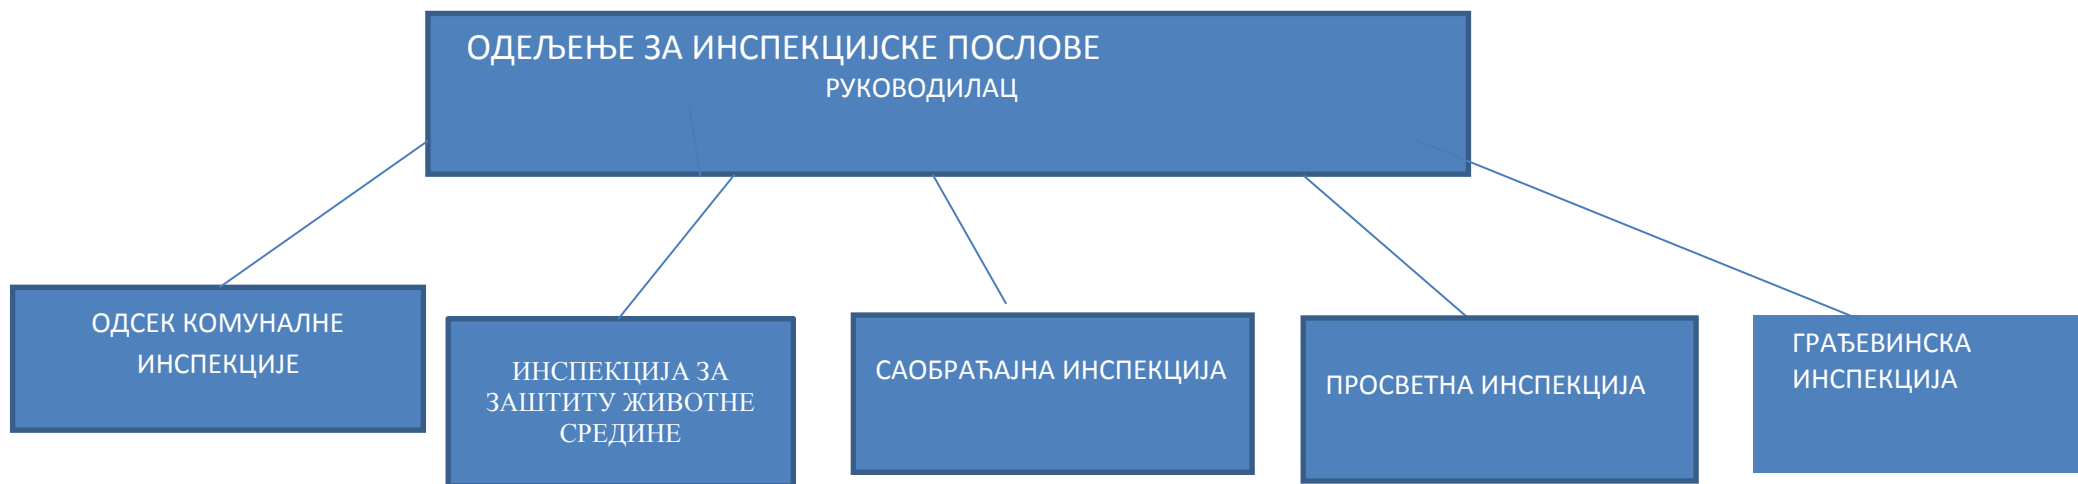 ОДЕЉЕЊЕ ЗА ИНСПЕКЦИЈСКЕ ПОСЛОВЕ
РУКОВОДИЛАЦ
ОДСЕК КОМУНАЛНЕ
ИНСПЕКЦИЈЕ
ИНСПЕКЦИЈА ЗА
ЗАШТИТУ ЖИВОТНЕ
СРЕДИНЕ
САОБРАЋАЈНА ИНСПЕКЦИЈА
ПРОСВЕТНА ИНСПЕКЦИЈА
ГРАЂЕВИНСКА
ИНСПЕКЦИЈА